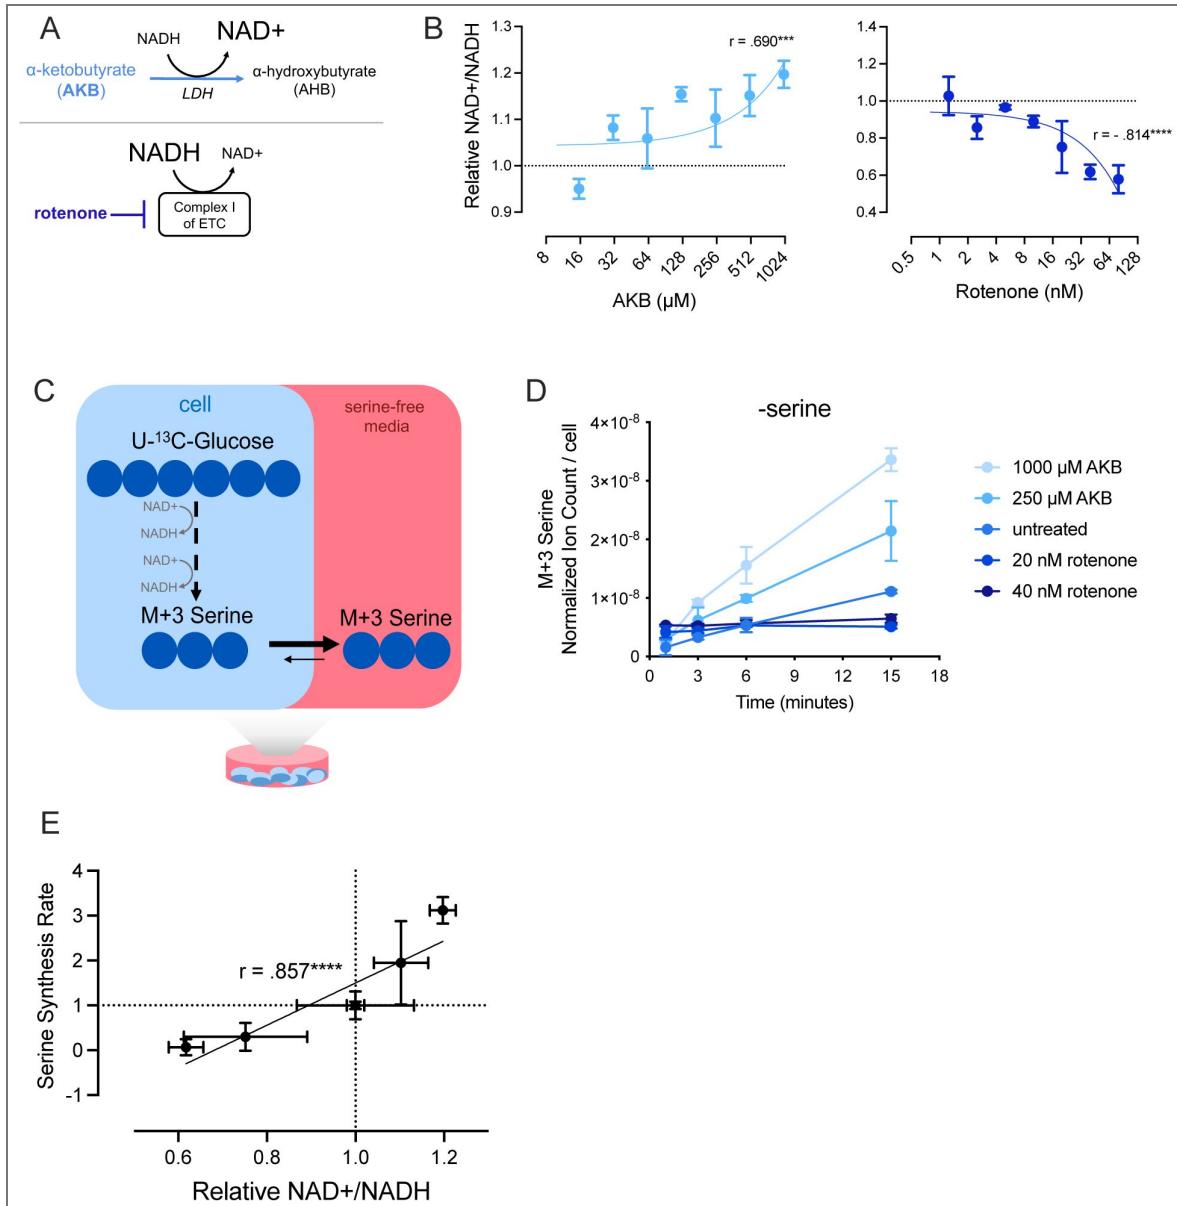 A
NADH NAD+
α-ketobutyrate
(AKB)
LDH
α-hydroxybutyrate
(AHB)
NADH NAD+
rotenone
Complex I
of ETC
B
Relative NAD+/NADH
1.3
1.2
1.1
1.0
0.9
r = .690***
8 16 32 64 128 256 512 1024
AKB (µM)
1.4
1.2
1.0
0.8
0.6
0.4
r = - .814****
0.5 1 2 4 8 16 32 64 128
Rotenone (nM)
C
cell
serine-free
media
U-¹³C-Glucose
NAD+
NADH
NAD+
NADH
M+3 Serine
M+3 Serine
D
-serine
M+3 Serine
Normalized Ion Count / cell
4×10⁻⁸
3×10⁻⁸
2×10⁻⁸
1×10⁻⁸
0
0 3 6 9 12 15 18
Time (minutes)
1000 µM AKB
250 µM AKB
untreated
20 nM rotenone
40 nM rotenone
E
Serine Synthesis Rate
4
3
2
1
0
-1
r = .857****
0.6 0.8 1.0 1.2
Relative NAD+/NADH